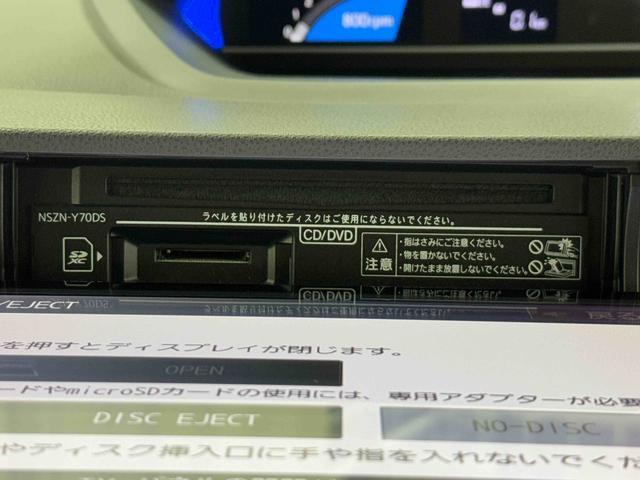 800rpm
0.1km
NSZN-Y70DS
ラベルを貼り付けたディスクはご使用にならないでください。
CD/DVD
SD
XC
注意
・指はさみにご注意ください。
・物を置かないでください。
・開けたまま放置しないでください。
/EJECT
を押すとディスプレイが閉じます。
OPEN
ードやmicroSDカードの使用には、専用アダプターが必要
DISC EJECT
NO-DISC
やディスク挿入口に手や指を入れないでくだ